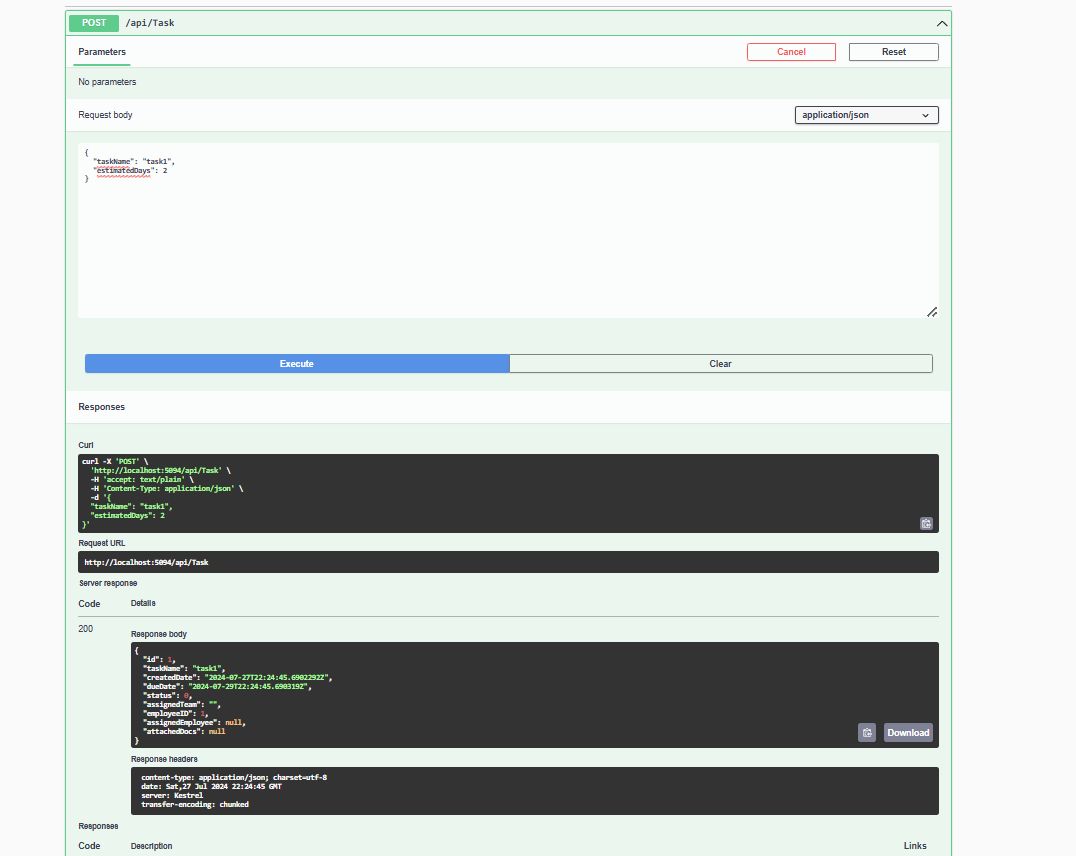 POST /api/Task
Parameters Cancel Reset
No parameters
Request body application/json
{
"taskName": "task1",
"estimatedDays": 2
}
Execute Clear
Responses
Curl
curl -X 'POST' \
'http://localhost:5094/api/Task' \
-H 'accept: text/plain' \
-H 'Content-Type: application/json' \
-d '{
"taskName": "task1",
"estimatedDays": 2
}'
Request URL
http://localhost:5094/api/Task
Server response
Code Details
200
Response body
{
"id": 1,
"taskName": "task1",
"createdDate": "2024-07-27T22:24:45.6902292Z",
"dueDate": "2024-07-29T22:24:45.690319Z",
"status": 0,
"assignedTeam": "",
"employeeID": 1,
"assignedEmployee": null,
"attachedDocs": null
}
Download
Response headers
content-type: application/json; charset=utf-8
date: Sat,27 Jul 2024 22:24:45 GMT
server: Kestrel
transfer-encoding: chunked
Responses
Code Description Links